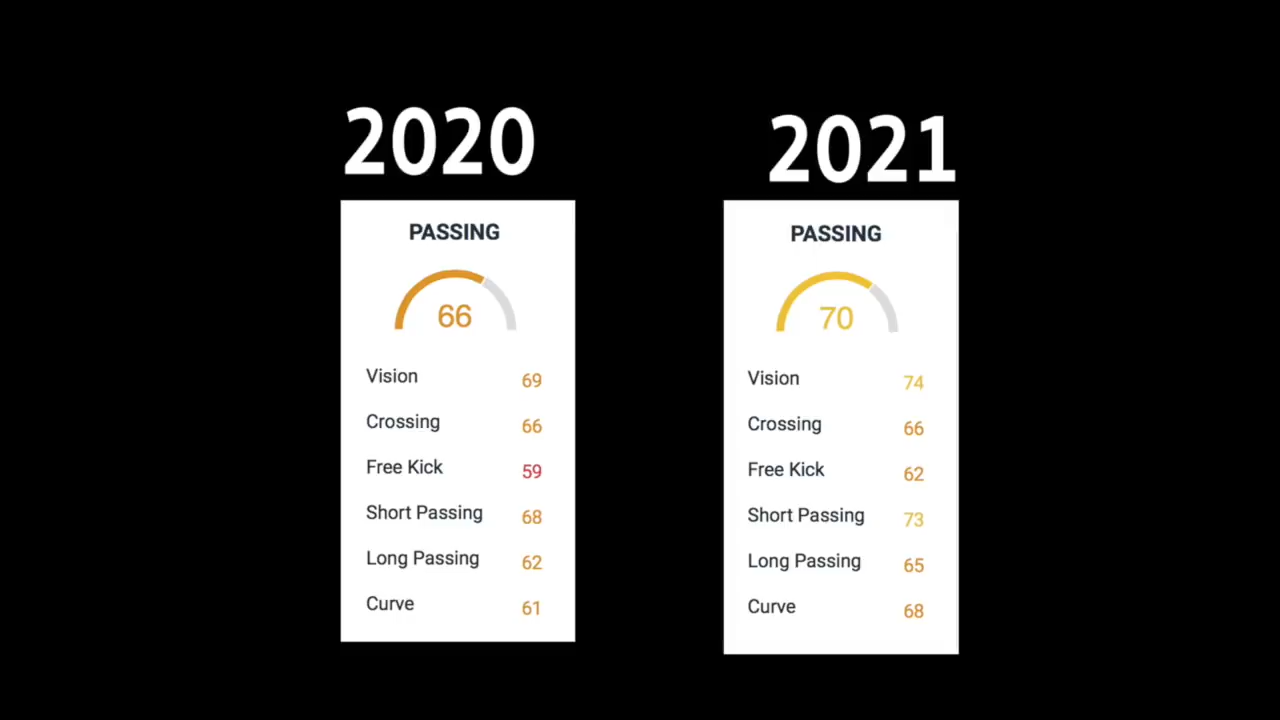 2020
PASSING
66
Vision 69
Crossing 66
Free Kick 59
Short Passing 68
Long Passing 62
Curve 61
2021
PASSING
70
Vision 74
Crossing 66
Free Kick 62
Short Passing 73
Long Passing 65
Curve 68